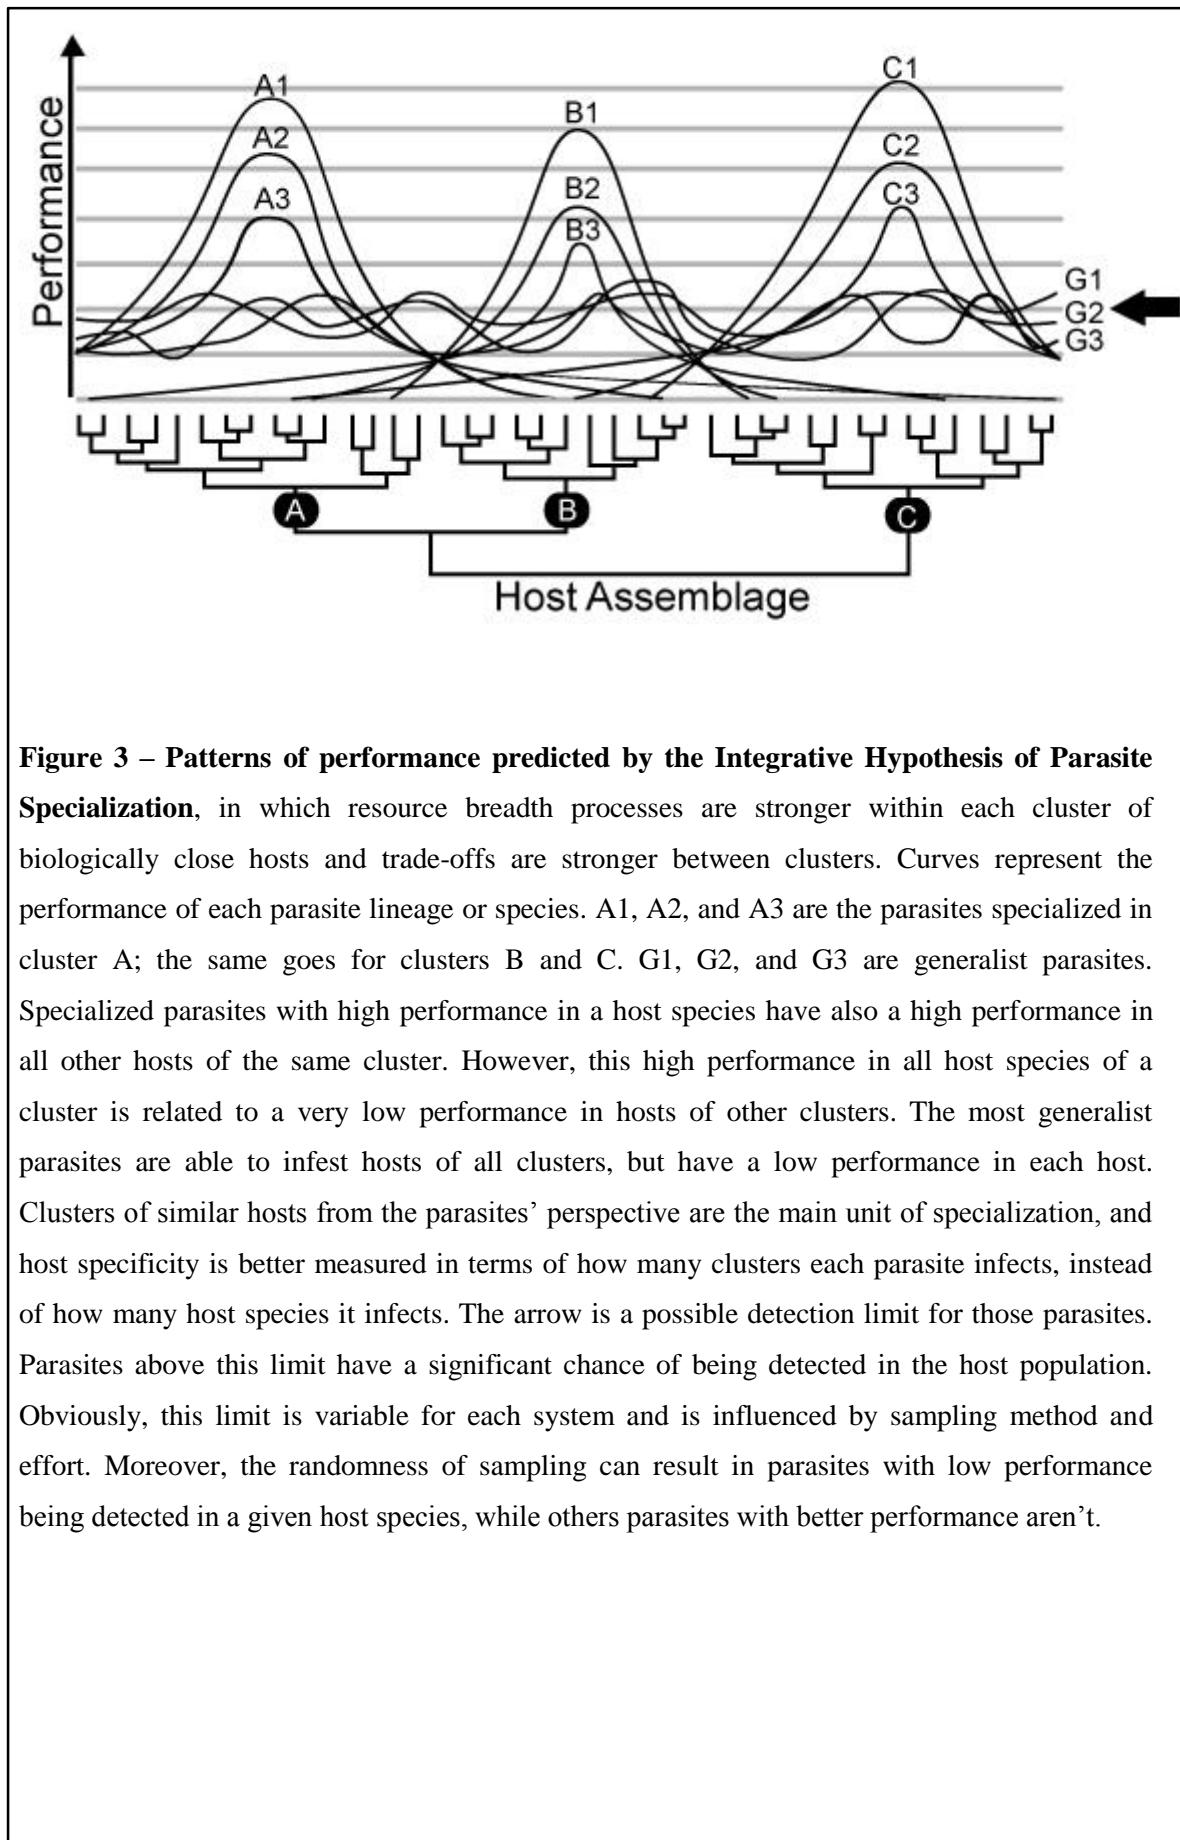 Performance
A1
A2
A3
B1
B2
B3
C1
C2
C3
G1
G2
G3
A
B
C
Host Assemblage
Figure 3 – Patterns of performance predicted by the Integrative Hypothesis of Parasite
Specialization, in which resource breadth processes are stronger within each cluster of
biologically close hosts and trade-offs are stronger between clusters. Curves represent the
performance of each parasite lineage or species. A1, A2, and A3 are the parasites specialized in
cluster A; the same goes for clusters B and C. G1, G2, and G3 are generalist parasites.
Specialized parasites with high performance in a host species have also a high performance in
all other hosts of the same cluster. However, this high performance in all host species of a
cluster is related to a very low performance in hosts of other clusters. The most generalist
parasites are able to infest hosts of all clusters, but have a low performance in each host.
Clusters of similar hosts from the parasites’ perspective are the main unit of specialization, and
host specificity is better measured in terms of how many clusters each parasite infects, instead
of how many host species it infects. The arrow is a possible detection limit for those parasites.
Parasites above this limit have a significant chance of being detected in the host population.
Obviously, this limit is variable for each system and is influenced by sampling method and
effort. Moreover, the randomness of sampling can result in parasites with low performance
being detected in a given host species, while others parasites with better performance aren’t.